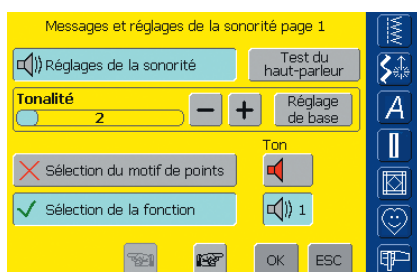 Messages et réglages de la sonorité page 1
Réglages de la sonorité
Test du
haut-parleur
Tonalité
2
Réglage
de base
Ton
Sélection du motif de points
Sélection de la fonction
1
OK
ESC
A